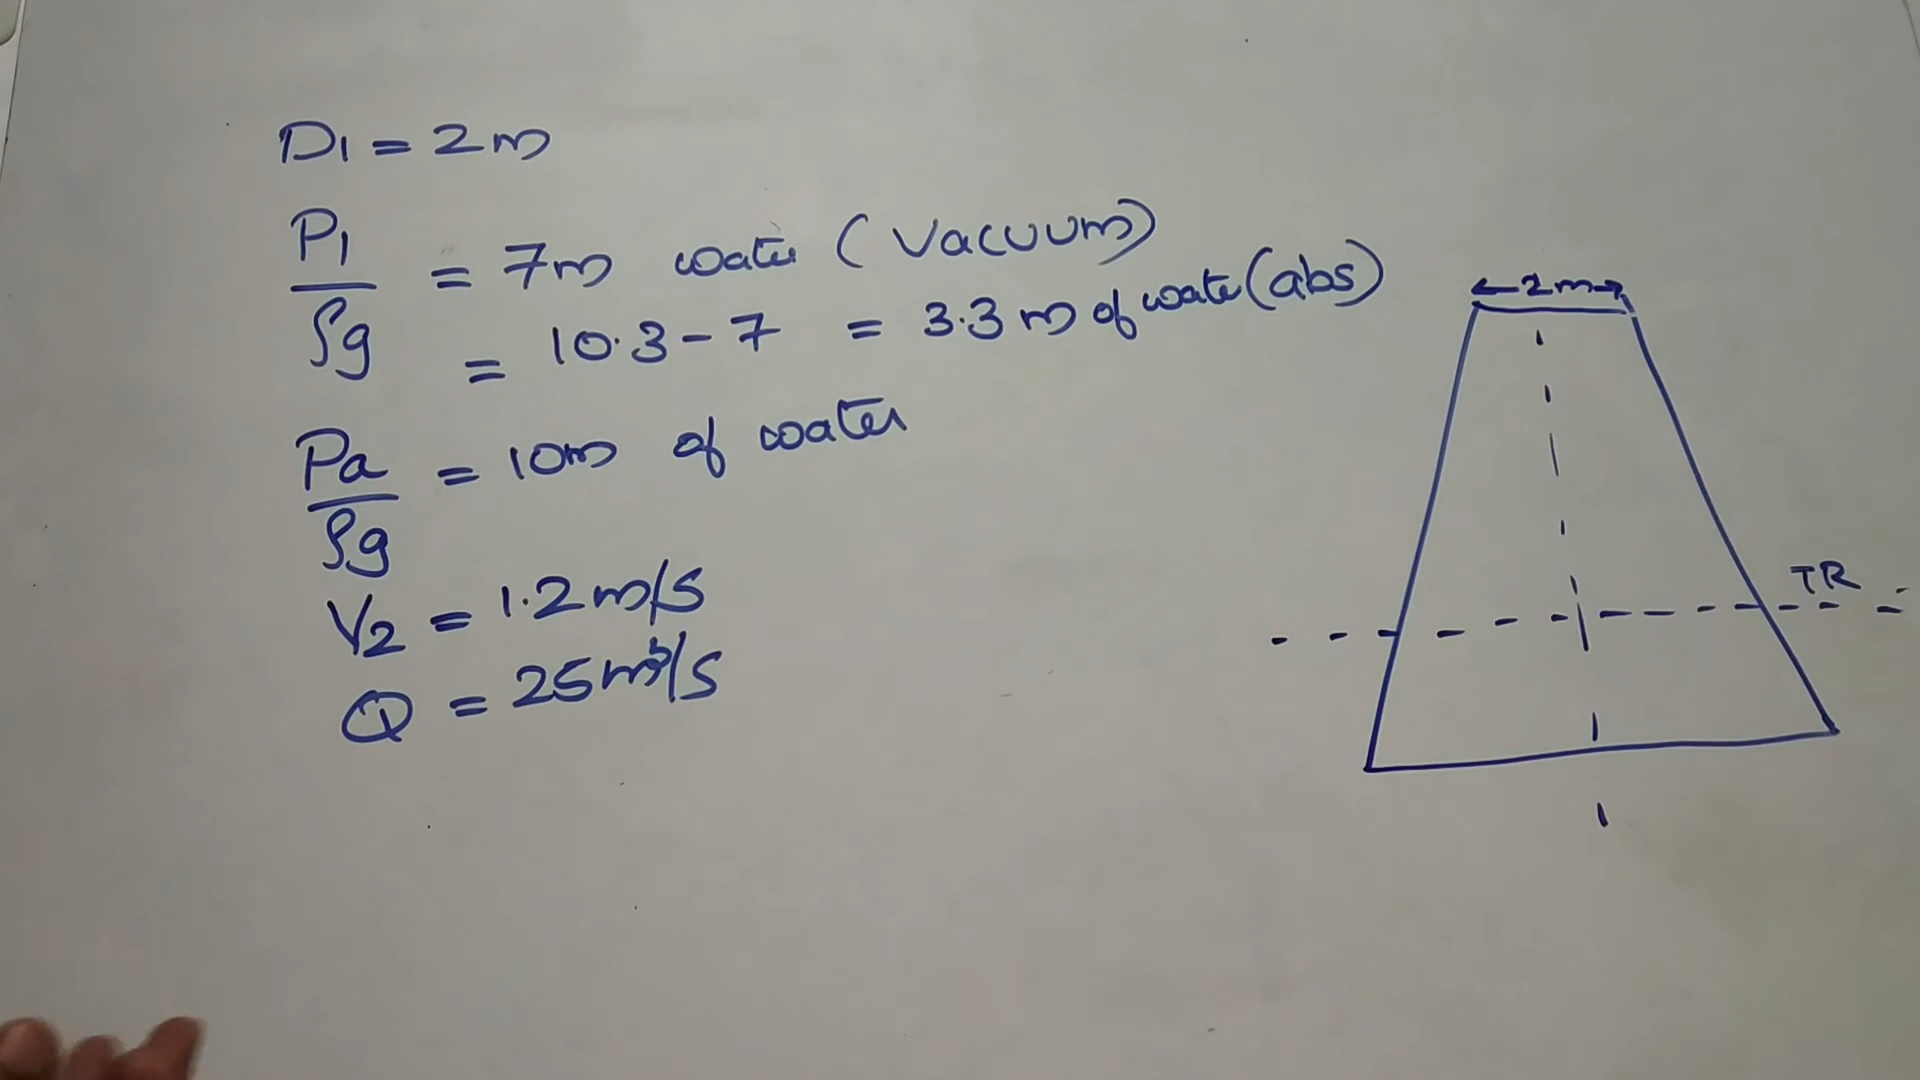 D1 = 2m
P1/ρg = 7m water (Vacuum)
= 10.3 - 7 = 3.3 m of water (abs)
Pa/ρg = 10m of water
V2 = 1.2 m/s
Q = 25 m³/s
2m
TR